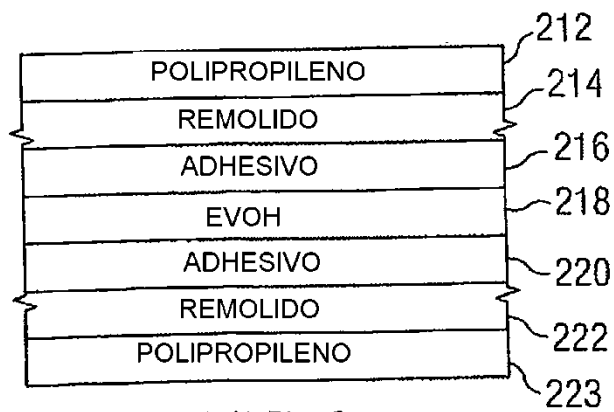 POLIPROPILENO 212
REMOLIDO 214
ADHESIVO 216
EVOH 218
ADHESIVO 220
REMOLIDO 222
POLIPROPILENO 223